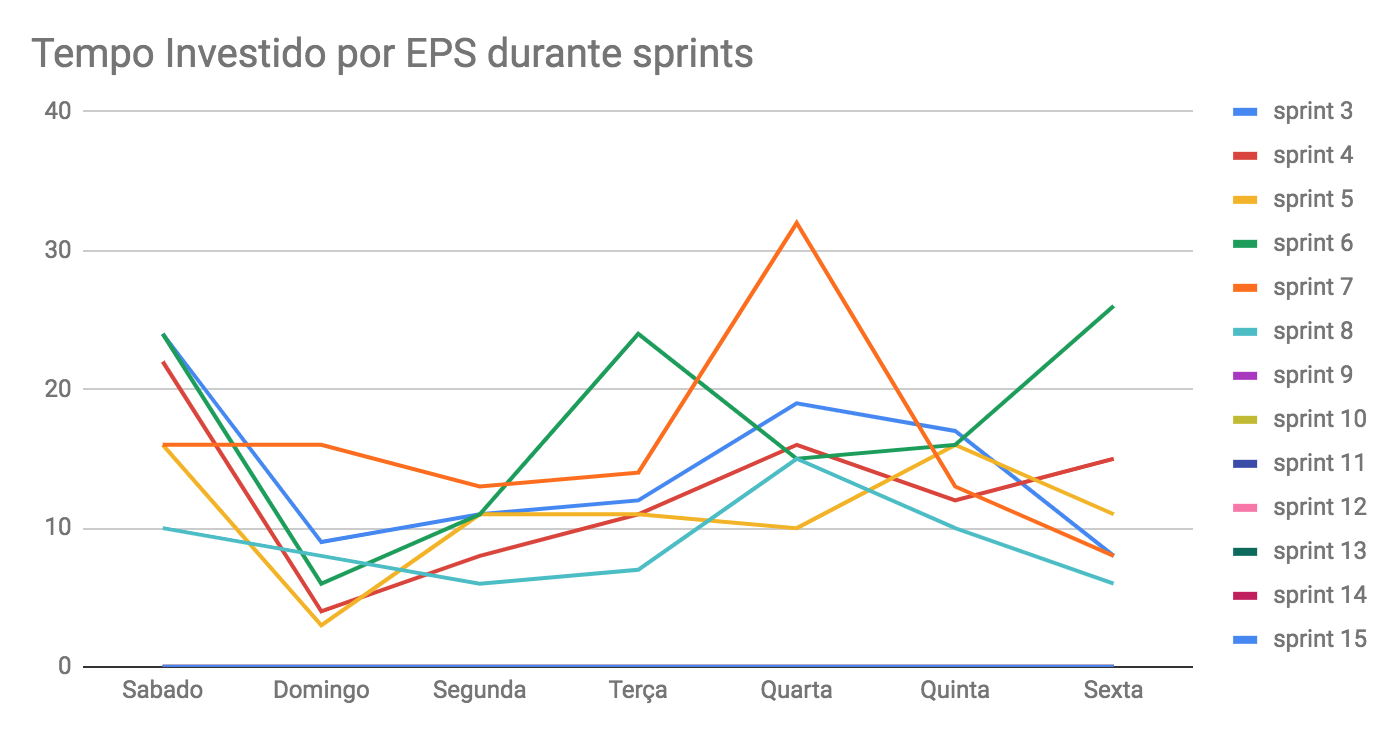 Tempo Investido por EPS durante sprints
40
30
20
10
0
Sabado
Domingo
Segunda
Terça
Quarta
Quinta
Sexta
sprint 3
sprint 4
sprint 5
sprint 6
sprint 7
sprint 8
sprint 9
sprint 10
sprint 11
sprint 12
sprint 13
sprint 14
sprint 15